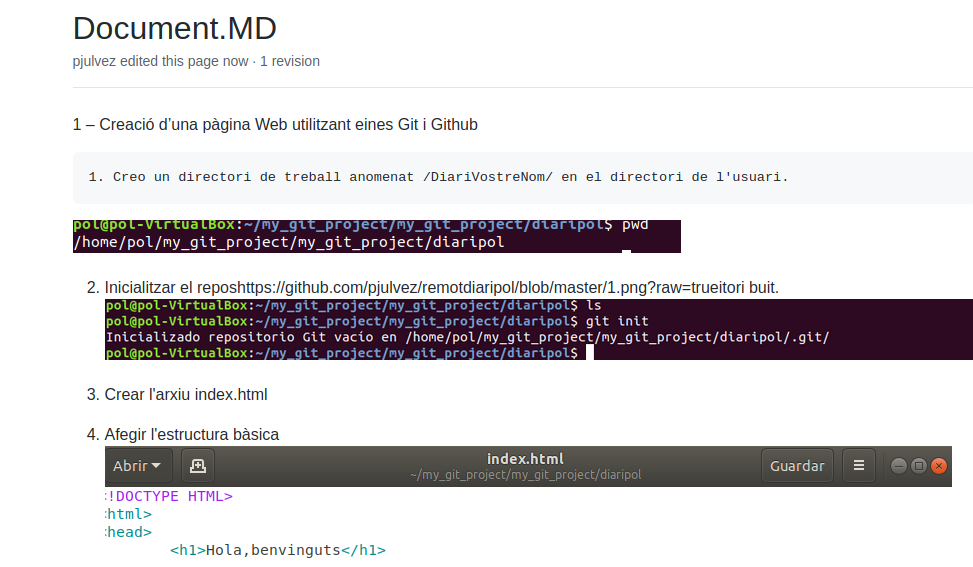 Document.MD
pjulvez edited this page now · 1 revision
1 – Creació d’una pàgina Web utilitzant eines Git i Github
1. Creo un directori de treball anomenat /DiariVostreNom/ en el directori de l'usuari.
pol@pol-VirtualBox:~/my_git_project/my_git_project/diaripol$ pwd
/home/pol/my_git_project/my_git_project/diaripol
2. Inicialitzar el reposhttps://github.com/pjulvez/remotdiaripol/blob/master/1.png?raw=trueitori buit.
pol@pol-VirtualBox:~/my_git_project/my_git_project/diaripol$ ls
pol@pol-VirtualBox:~/my_git_project/my_git_project/diaripol$ git init
Inicializado repositorio Git vacío en /home/pol/my_git_project/my_git_project/diaripol/.git/
pol@pol-VirtualBox:~/my_git_project/my_git_project/diaripol$
3. Crear l'arxiu index.html
4. Afegir l'estructura bàsica
Abrir index.html Guardar
~/my_git_project/my_git_project/diaripol
<!DOCTYPE HTML>
<html>
<head>
<h1>Hola,benvinguts</h1>